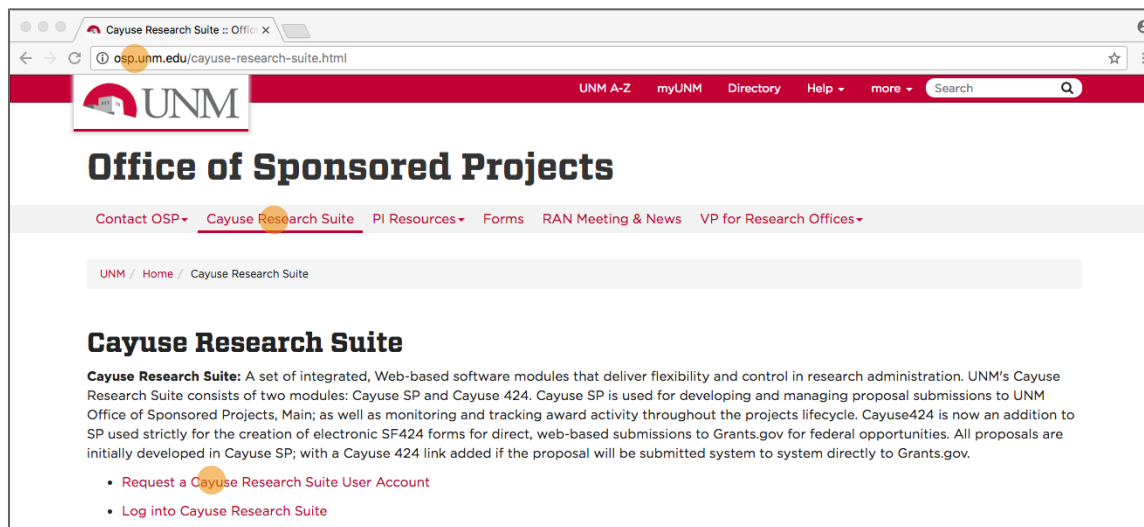 Cayuse Research Suite :: Offic
osp.unm.edu/cayuse-research-suite.html
UNM
UNM A-Z myUNM Directory Help more Search
Office of Sponsored Projects
Contact OSP Cayuse Research Suite PI Resources Forms RAN Meeting & News VP for Research Offices
UNM / Home / Cayuse Research Suite
Cayuse Research Suite
Cayuse Research Suite: A set of integrated, Web-based software modules that deliver flexibility and control in research administration. UNM's Cayuse
Research Suite consists of two modules: Cayuse SP and Cayuse 424. Cayuse SP is used for developing and managing proposal submissions to UNM
Office of Sponsored Projects, Main; as well as monitoring and tracking award activity throughout the projects lifecycle. Cayuse424 is now an addition to
SP used strictly for the creation of electronic SF424 forms for direct, web-based submissions to Grants.gov for federal opportunities. All proposals are
initially developed in Cayuse SP; with a Cayuse 424 link added if the proposal will be submitted system to system directly to Grants.gov.
• Request a Cayuse Research Suite User Account
• Log into Cayuse Research Suite